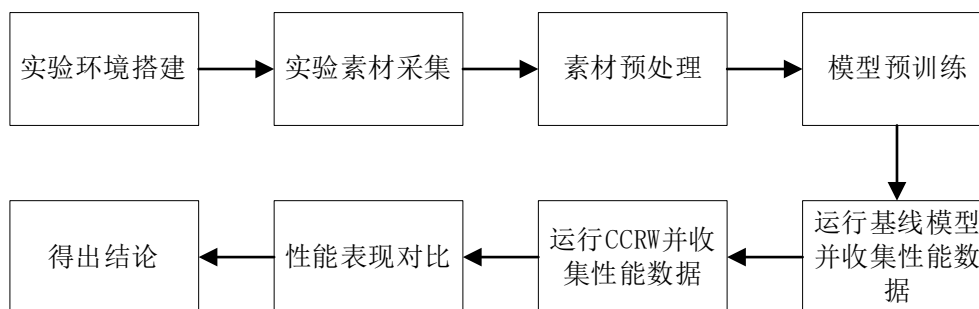 实验环境搭建
实验素材采集
素材预处理
模型预训练
运行基线模型
并收集性能数
据
运行CCRW并收
集性能数据
性能表现对比
得出结论